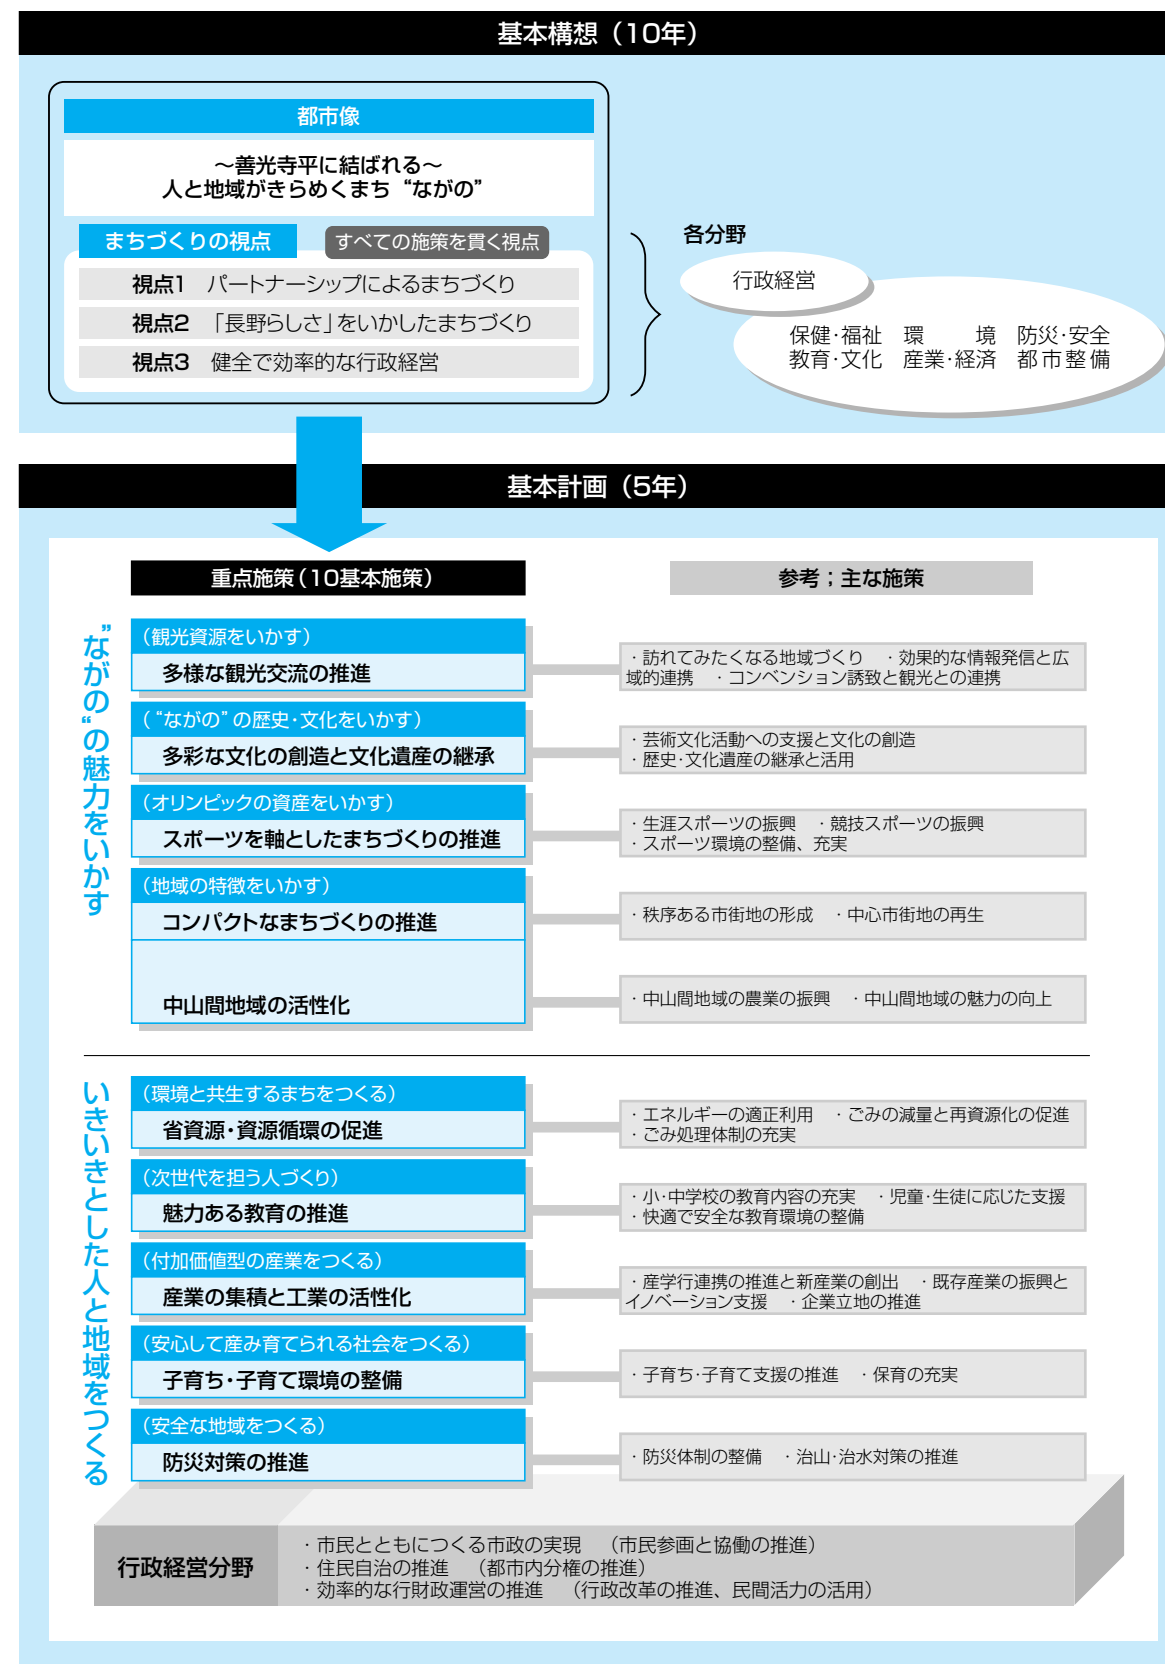 基本構想（10年）
都市像
～善光寺平に結ばれる～
人と地域がきらめくまち “ながの”
まちづくりの視点
すべての施策を貫く視点
視点1　パートナーシップによるまちづくり
視点2　「長野らしさ」をいかしたまちづくり
視点3　健全で効率的な行政経営
各分野
行政経営
保健・福祉　環　　境　防災・安全
教育・文化　産業・経済　都市整備
基本計画（5年）
重点施策（10基本施策）
参考；主な施策
“ながの”の魅力をいかす
（観光資源をいかす）
多様な観光交流の推進
・訪れてみたくなる地域づくり　・効果的な情報発信と広
域的連携　・コンベンション誘致と観光との連携
（“ながの”の歴史・文化をいかす）
多彩な文化の創造と文化遺産の継承
・芸術文化活動への支援と文化の創造
・歴史・文化遺産の継承と活用
（オリンピックの資産をいかす）
スポーツを軸としたまちづくりの推進
・生涯スポーツの振興　・競技スポーツの振興
・スポーツ環境の整備、充実
（地域の特徴をいかす）
コンパクトなまちづくりの推進
・秩序ある市街地の形成　・中心市街地の再生
中山間地域の活性化
・中山間地域の農業の振興　・中山間地域の魅力の向上
いきいきとした人と地域をつくる
（環境と共生するまちをつくる）
省資源・資源循環の促進
・エネルギーの適正利用　・ごみの減量と再資源化の促進
・ごみ処理体制の充実
（次世代を担う人づくり）
魅力ある教育の推進
・小・中学校の教育内容の充実　・児童・生徒に応じた支援
・快適で安全な教育環境の整備
（付加価値型の産業をつくる）
産業の集積と工業の活性化
・産学行連携の推進と新産業の創出　・既存産業の振興と
イノベーション支援　・企業立地の推進
（安心して産み育てられる社会をつくる）
子育ち・子育て環境の整備
・子育ち・子育て支援の推進　・保育の充実
（安全な地域をつくる）
防災対策の推進
・防災体制の整備　・治山・治水対策の推進
行政経営分野
・市民とともにつくる市政の実現　（市民参画と協働の推進）
・住民自治の推進　（都市内分権の推進）
・効率的な行財政運営の推進　（行政改革の推進、民間活力の活用）